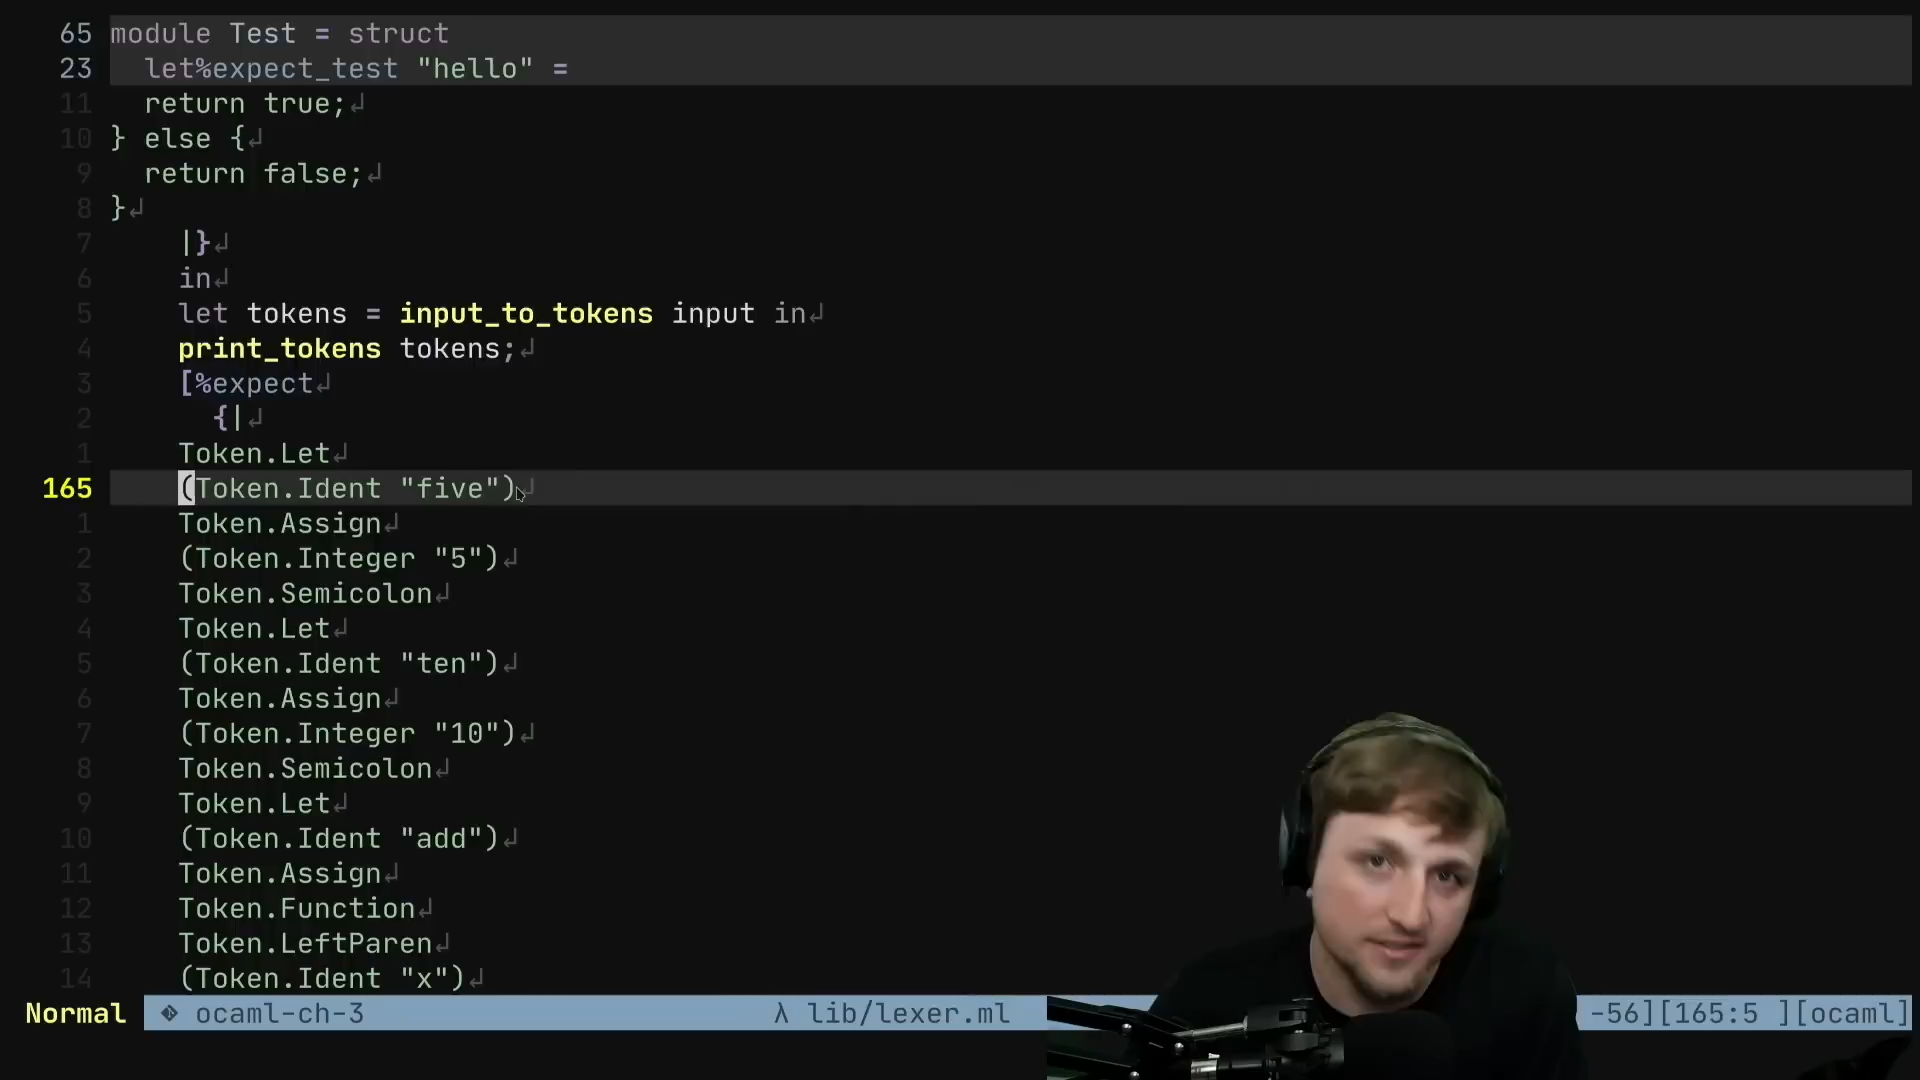 65 module Test = struct
23 let%expect_test "hello" =
11 return true;↲
10 } else {↲
9 return false;↲
8 }↲
7 |}↲
6 in↲
5 let tokens = input_to_tokens input in↲
4 print_tokens tokens;↲
3 [%expect↲
2 {|↲
1 Token.Let↲
165 (Token.Ident "five")↲
1 Token.Assign↲
2 (Token.Integer "5")↲
3 Token.Semicolon↲
4 Token.Let↲
5 (Token.Ident "ten")↲
6 Token.Assign↲
7 (Token.Integer "10")↲
8 Token.Semicolon↲
9 Token.Let↲
10 (Token.Ident "add")↲
11 Token.Assign↲
12 Token.Function↲
13 Token.LeftParen↲
14 (Token.Ident "x")↲
Normal ocaml-ch-3 λ lib/lexer.ml -56][165:5 ][ocaml]